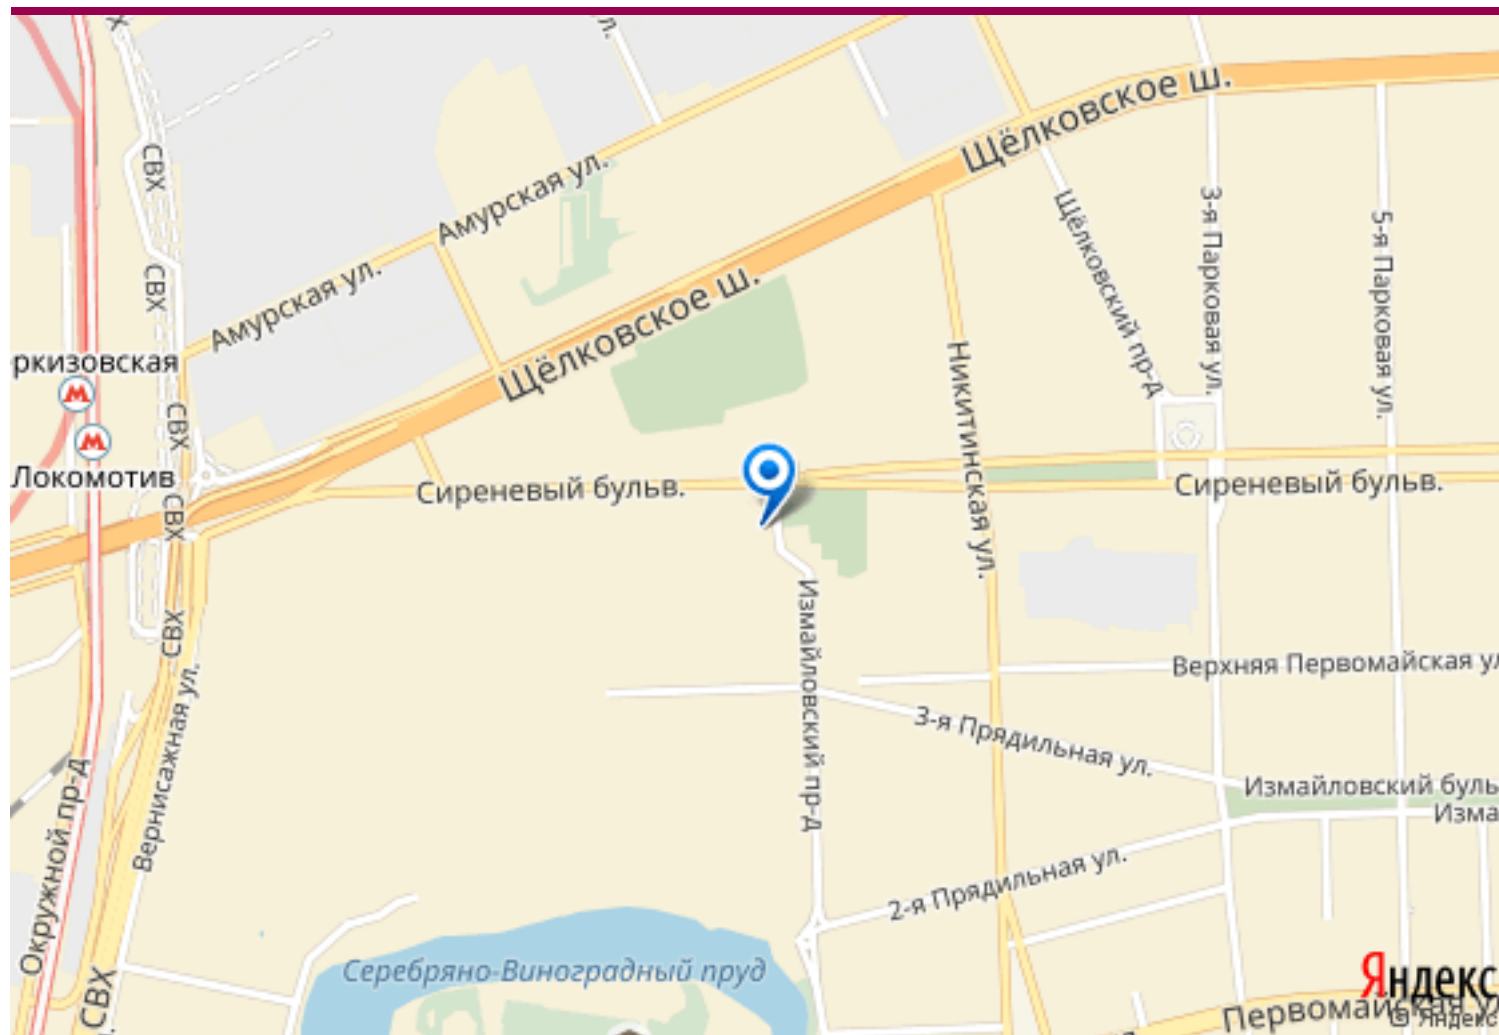 Щёлковское ш.
Амурская ул.
СВХ
Щёлковский пр-д
3-я Парковая ул.
5-я Парковая ул.
Амурская ул.
СВХ
Щёлковское ш.
ркизовская
Никитинская ул.
СВХ
Локомотив
Сиреневый бульв.
Сиреневый бульв.
СВХ
Измайловский пр-д
СВХ
Верхняя Первомайская ул
Вернисажная ул.
3-я Прядильная ул.
Измайловский буль
Изма
Окружной пр-д
2-я Прядильная ул.
Серебряно-Виноградный пруд
СВХ
Яндекс
Первомайская у
© Яндекс